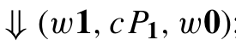 ⇓ (w1, cP₁, w0);